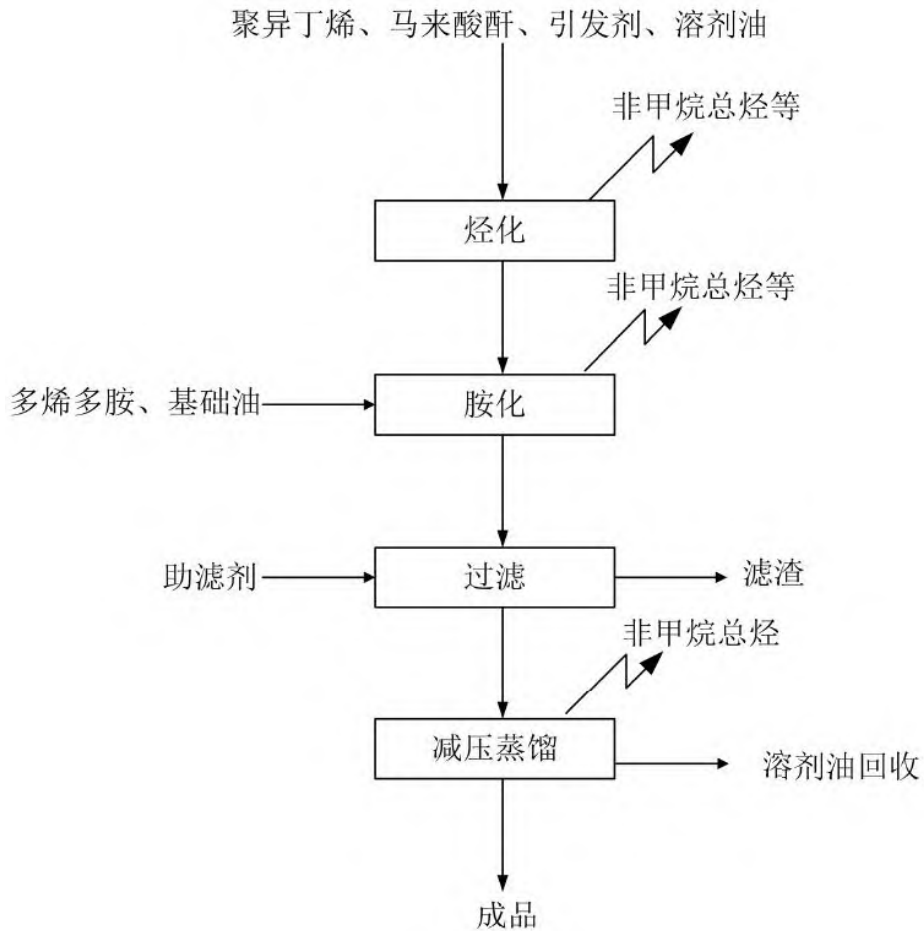 聚异丁烯、马来酸酐、引发剂、溶剂油
非甲烷总烃等
烃化
非甲烷总烃等
多烯多胺、基础油
胺化
助滤剂
过滤
滤渣
非甲烷总烃
减压蒸馏
溶剂油回收
成品